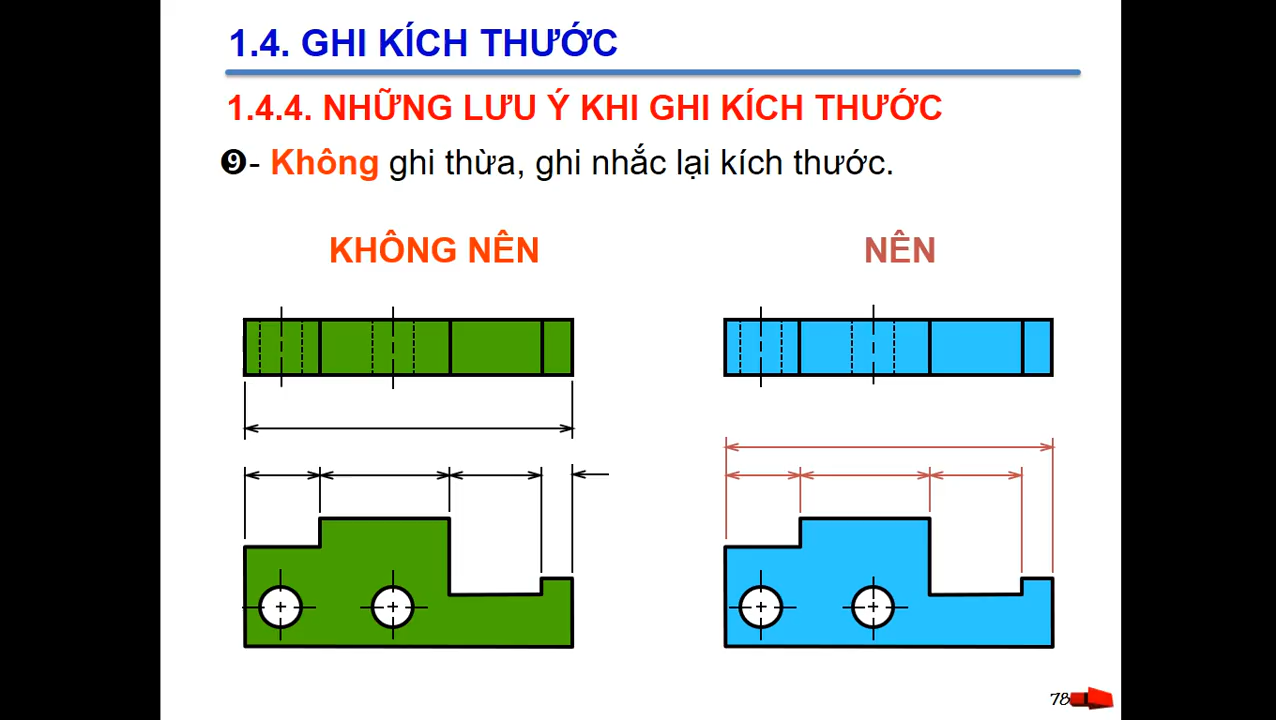 1.4. GHI KÍCH THƯỚC
1.4.4. NHỮNG LƯU Ý KHI GHI KÍCH THƯỚC
❾- Không ghi thừa, ghi nhắc lại kích thước.
KHÔNG NÊN
NÊN
78